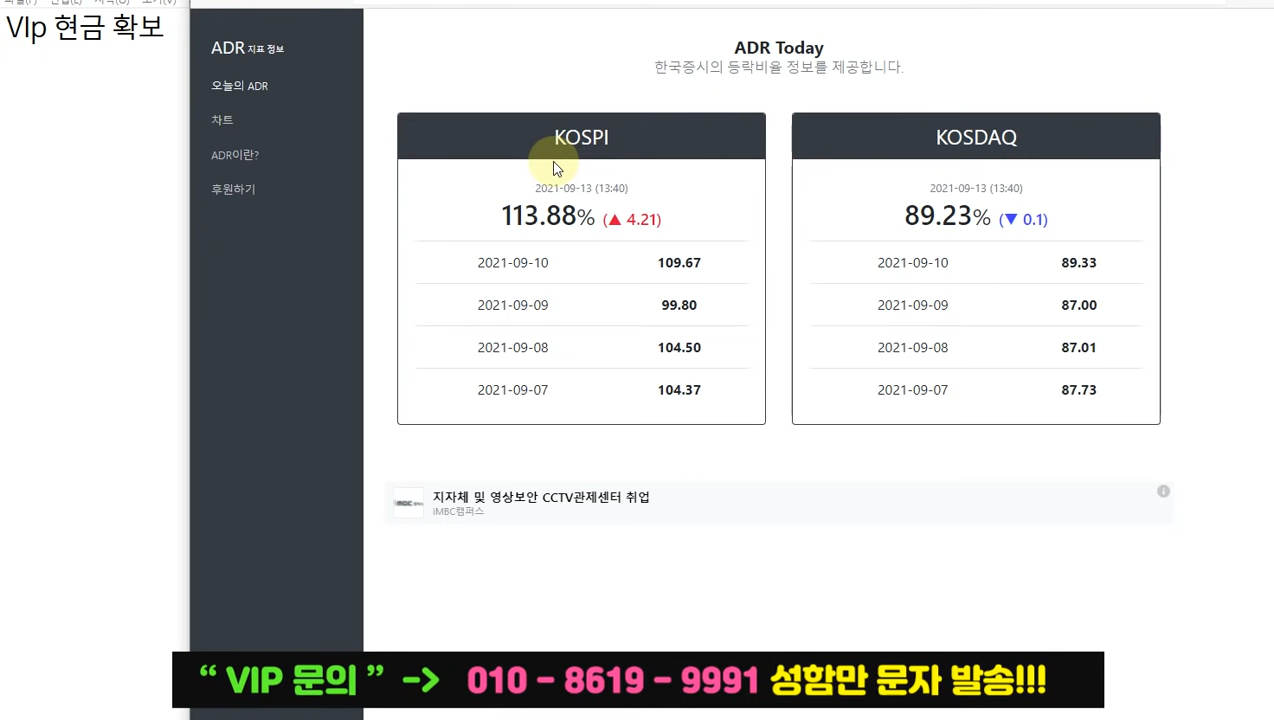 VIp 현금 확보
ADR 지표 정보
오늘의 ADR
차트
ADR이란?
후원하기
ADR Today
한국증시의 등락비율 정보를 제공합니다.
KOSPI
2021-09-13 (13:40)
113.88% (▲ 4.21)
2021-09-10 109.67
2021-09-09 99.80
2021-09-08 104.50
2021-09-07 104.37
KOSDAQ
2021-09-13 (13:40)
89.23% (▼ 0.1)
2021-09-10 89.33
2021-09-09 87.00
2021-09-08 87.01
2021-09-07 87.73
지자체 및 영상보안 CCTV관제센터 취업
iMBC캠퍼스
“ VIP 문의 ” -> 010 - 8619 - 9991 성함만 문자 발송!!!